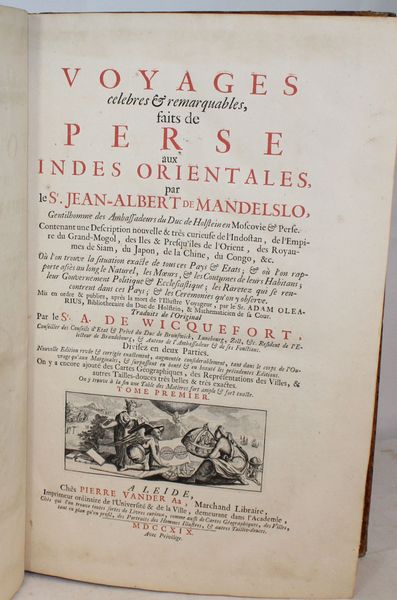 VOYAGES
celebres & remarquables,
faits de
PERSE
aux
INDES ORIENTALES,
par
le Sr. JEAN-ALBERT DE MANDELSLO,
Gentilhomme des Ambassadeurs du Duc de Holstein en Moscovie & Perse.
Contenant une Description nouvelle & très curieuse de l'Indostan, de l'Empi-
re du Grand-Mogol, des Iles & Presqu'iles de l'Orient, des Royau-
mes de Siam, du Japon, de la Chine, du Congo, &c.
Où l'on trouve la situation exacte de tous ces Pays & Etats; & où l'on rap-
porte assés au long le Naturel, les Mœurs, & les Coutumes de leurs Habitans;
leur Gouvernement Politique & Ecclesiastique; les Raretez qui se ren-
contrent dans ces Pays; & les Ceremonies qu'on y observe.
Mis en ordre & publiez, après la mort de l'Illustre Voyageur, par le Sr. ADAM OLEA-
RIUS, Bibliothecaire du Duc de Holstein, & Mathematicien de sa Cour.
Traduits de l'Original
Par le Sr. A. DE WICQUEFORT,
Conseiller des Conseils d'Etat & Privé du Duc de Brunswick, Lunebourg, Zell, &c. Resident de l'E-
lecteur de Brandebourg, & Auteur de l'Ambassadeur & de ses Fonctions.
Divisez en deux Parties.
Nouvelle Edition revûe & corrigée exactement, augmentée considerablement, tant dans le corps de l'Ou-
vrage qu'aux Marginales, & surpassant en bonté & en beauté les précedentes Editions.
On y a encore ajoûté des Cartes Geographiques, des Representations des Villes, &
autres Tailles-douces très belles & très exactes.
On y trouve à la fin une Table des Matieres fort ample & fort exacte.
TOME PREMIER.
A LEIDE,
Chés PIERRE VANDER Aa, Marchand Libraire,
Imprimeur ordinaire de l'Université & de la Ville, demeurant dans l'Academie,
Chés qui l'on trouve toutes sortes de Livres curieux, comme aussi de Cartes Geographiques, des Villes,
tant en plan qu'en profil, des Portraits des Hommes Illustres, & autres Tailles-douces.
MDCCXIX.
Avec Privilege.